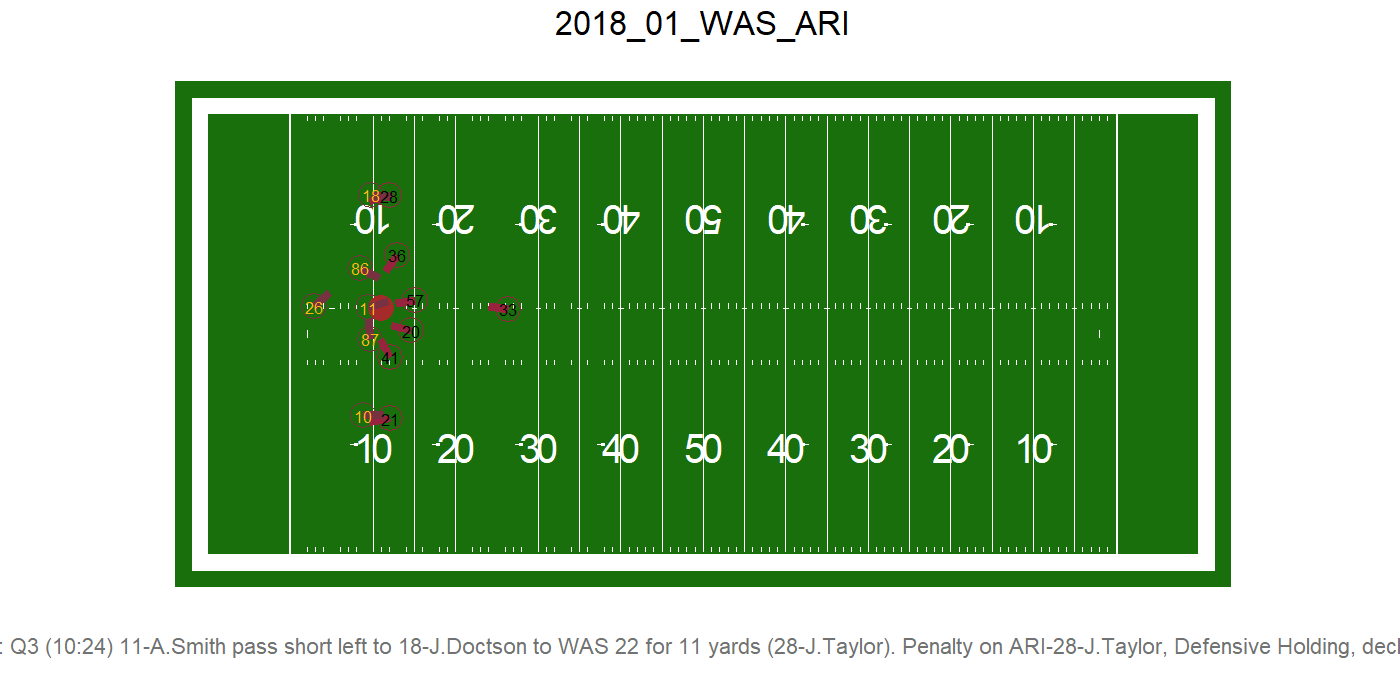 2018_01_WAS_ARI
10 20 30 40 50 40 30 20 10
18 28
36
86
26 11 57 33
20
87
41
10 21
10 20 30 40 50 40 30 20 10
: Q3 (10:24) 11-A.Smith pass short left to 18-J.Doctson to WAS 22 for 11 yards (28-J.Taylor). Penalty on ARI-28-J.Taylor, Defensive Holding, decl